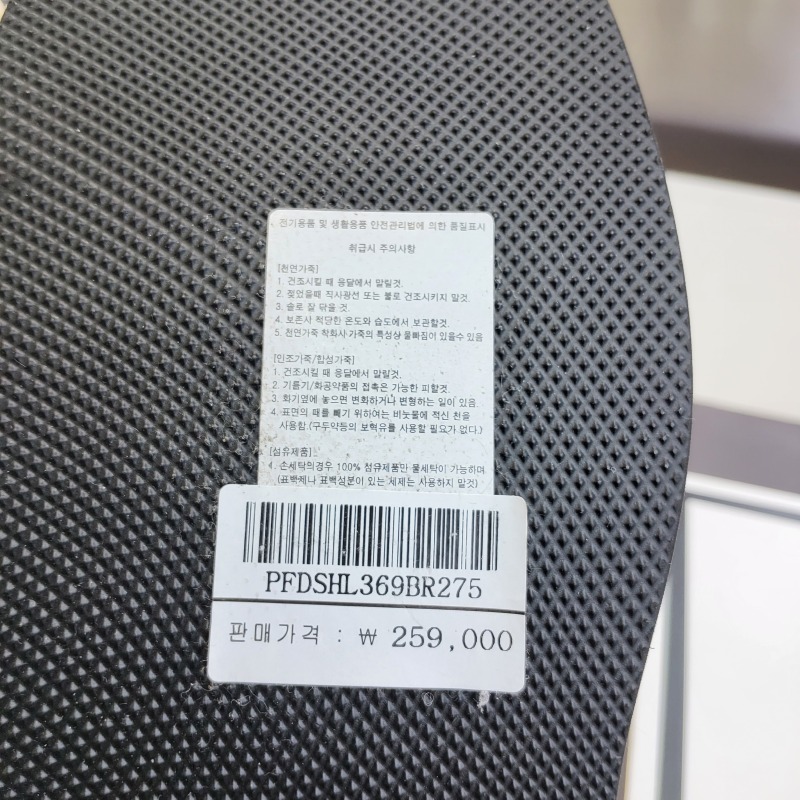 전기용품 및 생활용품 안전관리법에 의한 품질표시
취급시 주의사항
[천연가죽]
1. 건조시킬 때 응달에서 말릴것.
2. 젖었을때 직사광선 또는 불로 건조시키지 말것.
3. 솔로 잘 닦을 것.
4. 보존시 적당한 온도와 습도에서 보관할것.
5. 천연가죽 착화시 가죽의 특성상 물빠짐이 있을수 있음
[인조가죽/합성가죽]
1. 건조시킬 때 응달에서 말릴것.
2. 기름기/화공약품의 접촉은 가능한 피할것.
3. 화기옆에 놓으면 변화하거나 변형하는 일이 있음
4. 표면의 때를 빼기 위하여는 비눗물에 적신 천을
사용함.(구두약등의 보혁유를 사용할 필요가 없다.)
[섬유제품]
1. 손세탁의경우 100% 섬유제품만 물세탁이 가능하며
(표백제나 표백성분이 있는 세제는 사용하지 말것)
PFDSHL369BR275
판매가격 : ₩ 259,000